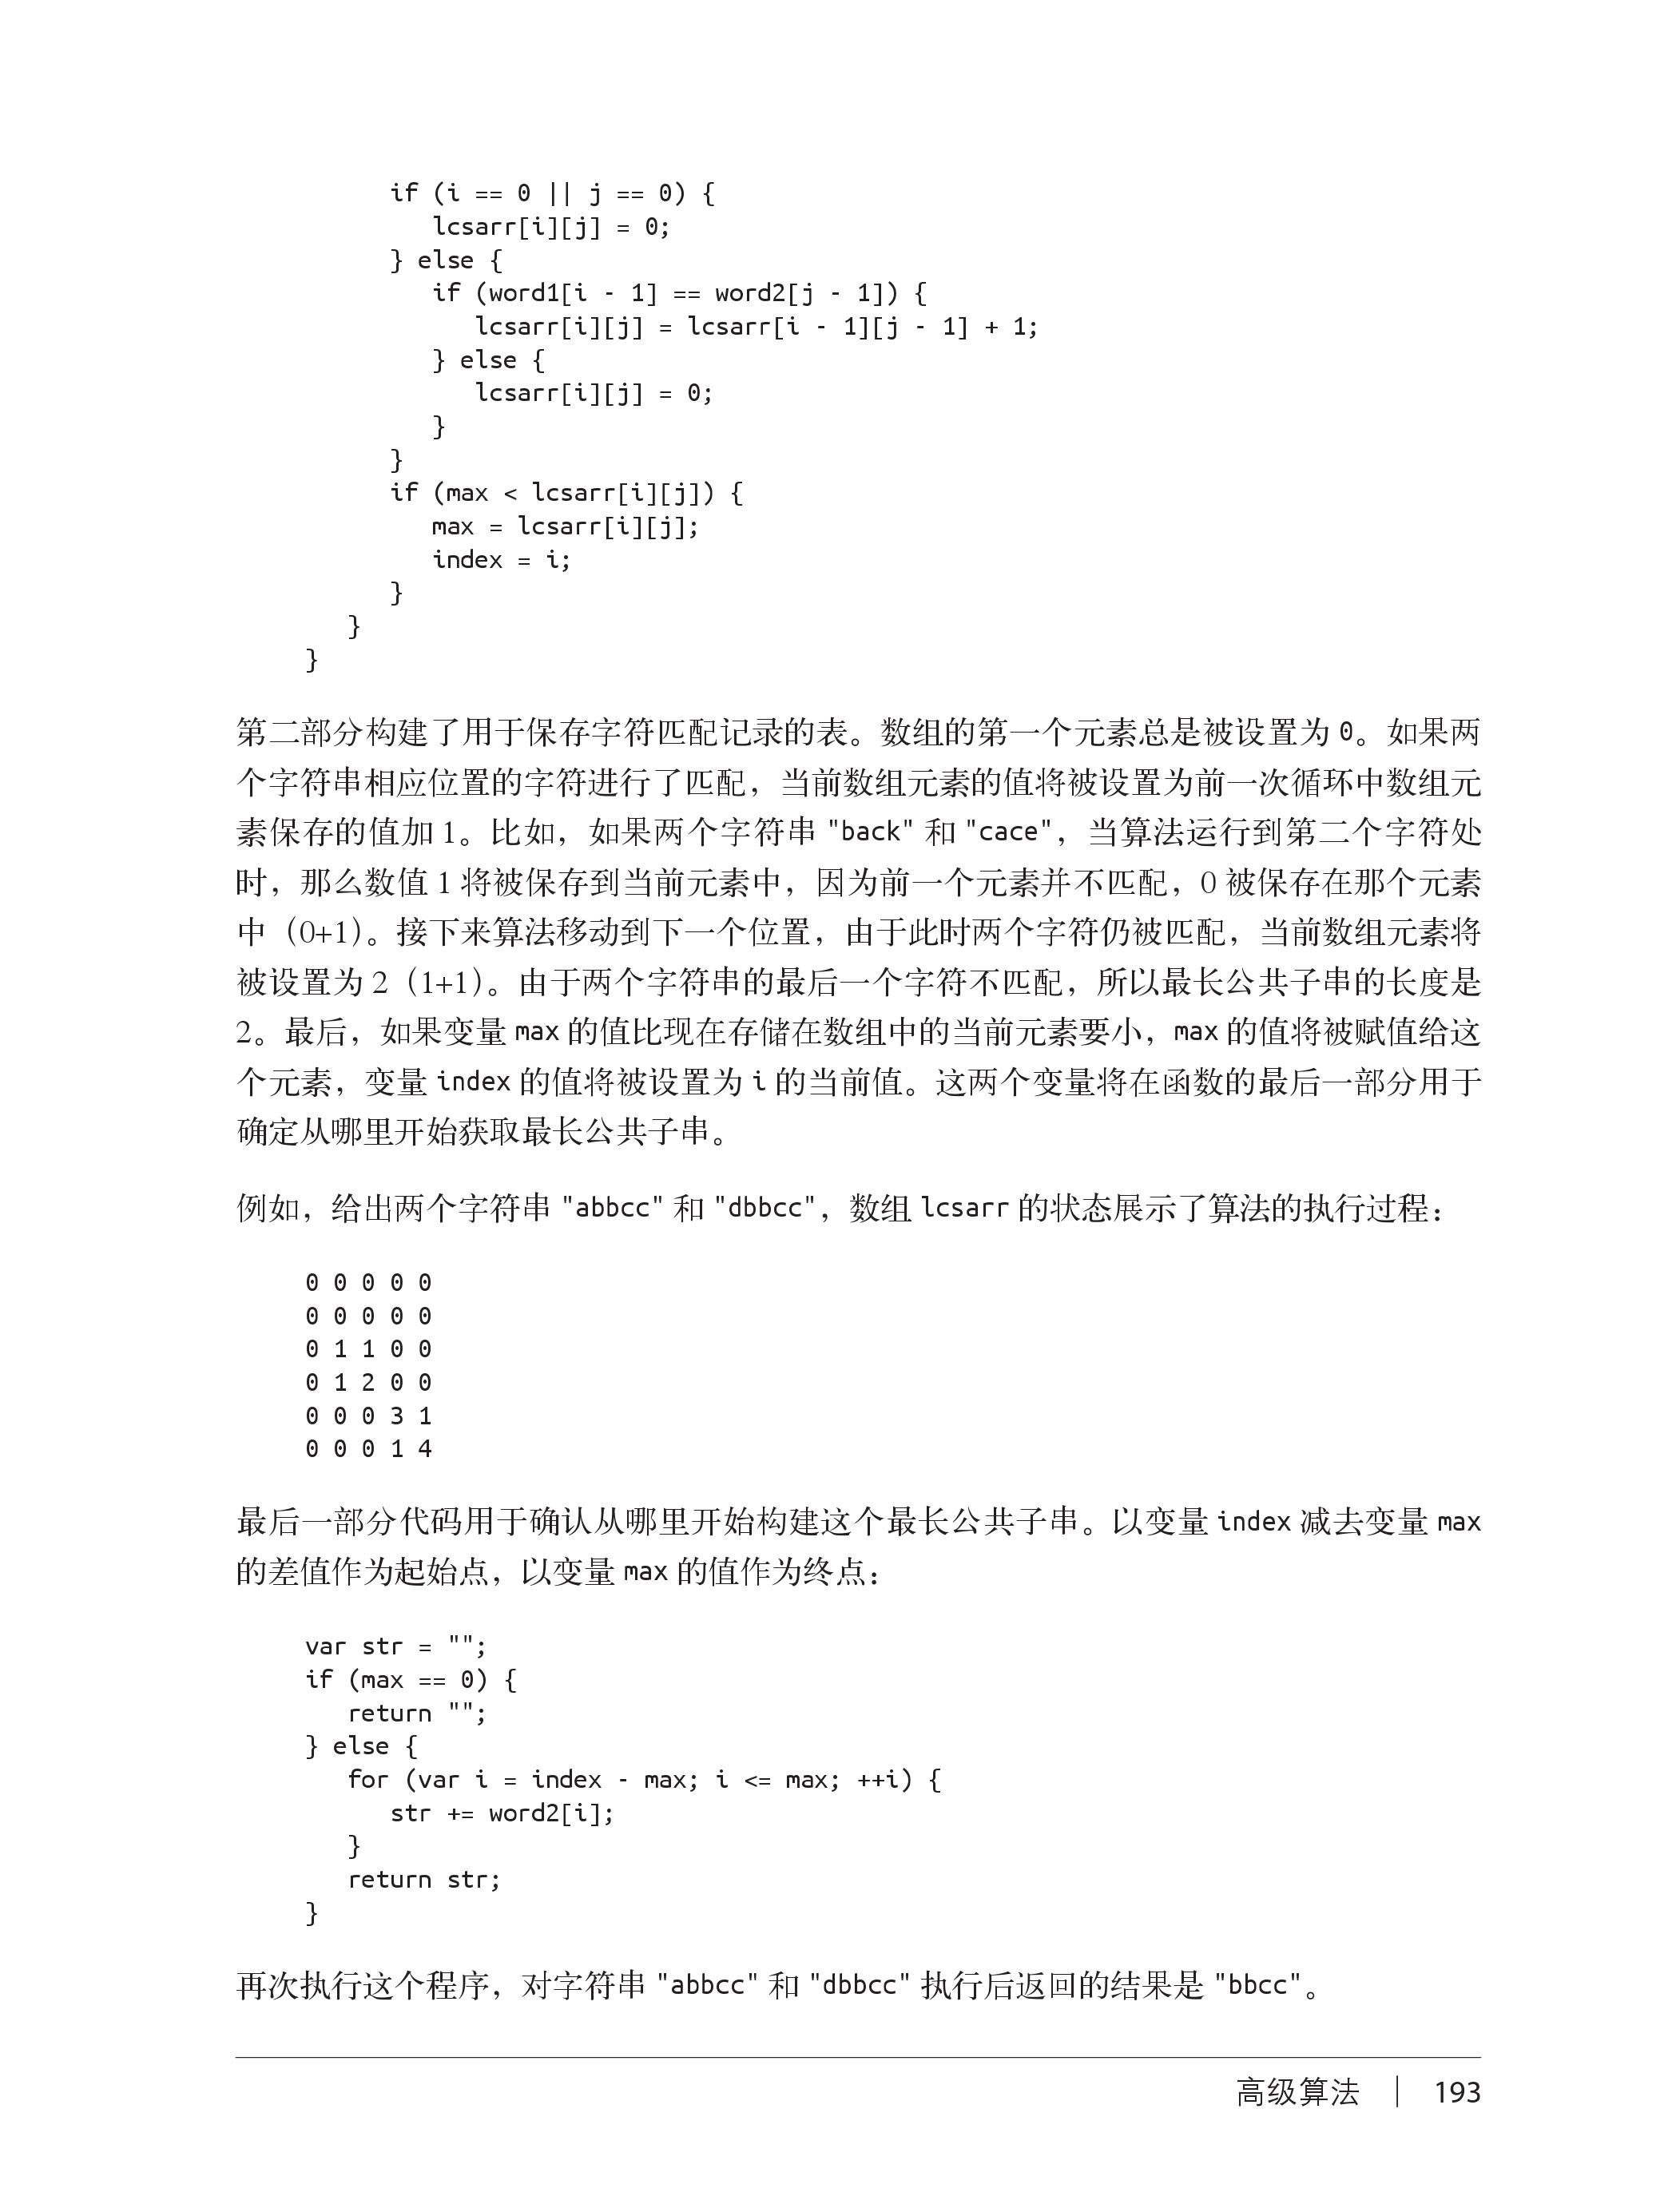 if (i == 0 || j == 0) {
lcsarr[i][j] = 0;
} else {
if (word1[i - 1] == word2[j - 1]) {
lcsarr[i][j] = lcsarr[i - 1][j - 1] + 1;
} else {
lcsarr[i][j] = 0;
}
}
if (max < lcsarr[i][j]) {
max = lcsarr[i][j];
index = i;
}
}
}
第二部分构建了用于保存字符匹配记录的表。数组的第一个元素总是被设置为 0。如果两
个字符串相应位置的字符进行了匹配，当前数组元素的值将被设置为前一次循环中数组元
素保存的值加 1。比如，如果两个字符串 "back" 和 "cace"，当算法运行到第二个字符处
时，那么数值 1 将被保存到当前元素中，因为前一个元素并不匹配，0 被保存在那个元素
中（0+1）。接下来算法移动到下一个位置，由于此时两个字符仍被匹配，当前数组元素将
被设置为 2（1+1）。由于两个字符串的最后一个字符不匹配，所以最长公共子串的长度是
2。最后，如果变量 max 的值比现在存储在数组中的当前元素要小，max 的值将被赋值给这
个元素，变量 index 的值将被设置为 i 的当前值。这两个变量将在函数的最后一部分用于
确定从哪里开始获取最长公共子串。
例如，给出两个字符串 "abbcc" 和 "dbbcc"，数组 lcsarr 的状态展示了算法的执行过程：
0 0 0 0 0
0 0 0 0 0
0 1 1 0 0
0 1 2 0 0
0 0 0 3 1
0 0 0 1 4
最后一部分代码用于确认从哪里开始构建这个最长公共子串。以变量 index 减去变量 max
的差值作为起始点，以变量 max 的值作为终点：
var str = "";
if (max == 0) {
return "";
} else {
for (var i = index - max; i <= max; ++i) {
str += word2[i];
}
return str;
}
再次执行这个程序，对字符串 "abbcc" 和 "dbbcc" 执行后返回的结果是 "bbcc"。
高级算法 | 193